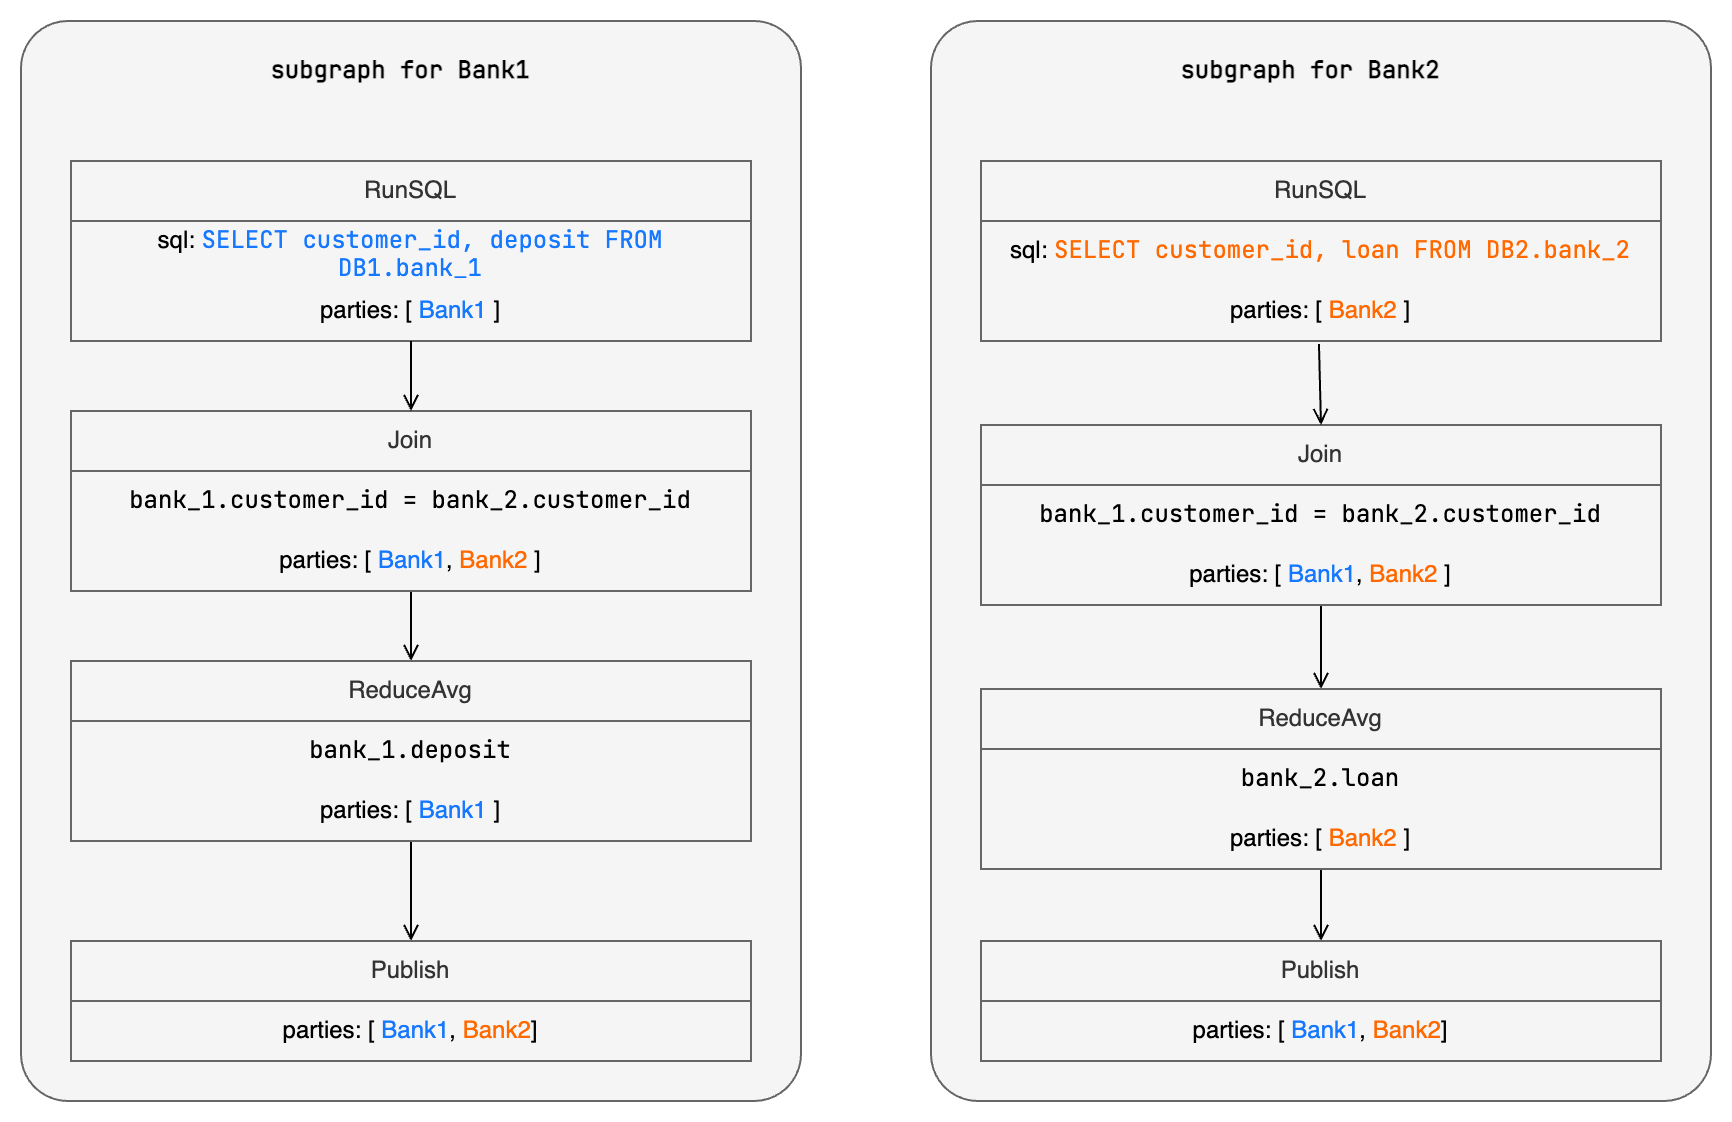 subgraph for Bank1
RunSQL
sql: SELECT customer_id, deposit FROM
DB1.bank_1
parties: [ Bank1 ]
Join
bank_1.customer_id = bank_2.customer_id
parties: [ Bank1, Bank2 ]
ReduceAvg
bank_1.deposit
parties: [ Bank1 ]
Publish
parties: [ Bank1, Bank2]
subgraph for Bank2
RunSQL
sql: SELECT customer_id, loan FROM DB2.bank_2
parties: [ Bank2 ]
Join
bank_1.customer_id = bank_2.customer_id
parties: [ Bank1, Bank2 ]
ReduceAvg
bank_2.loan
parties: [ Bank2 ]
Publish
parties: [ Bank1, Bank2]